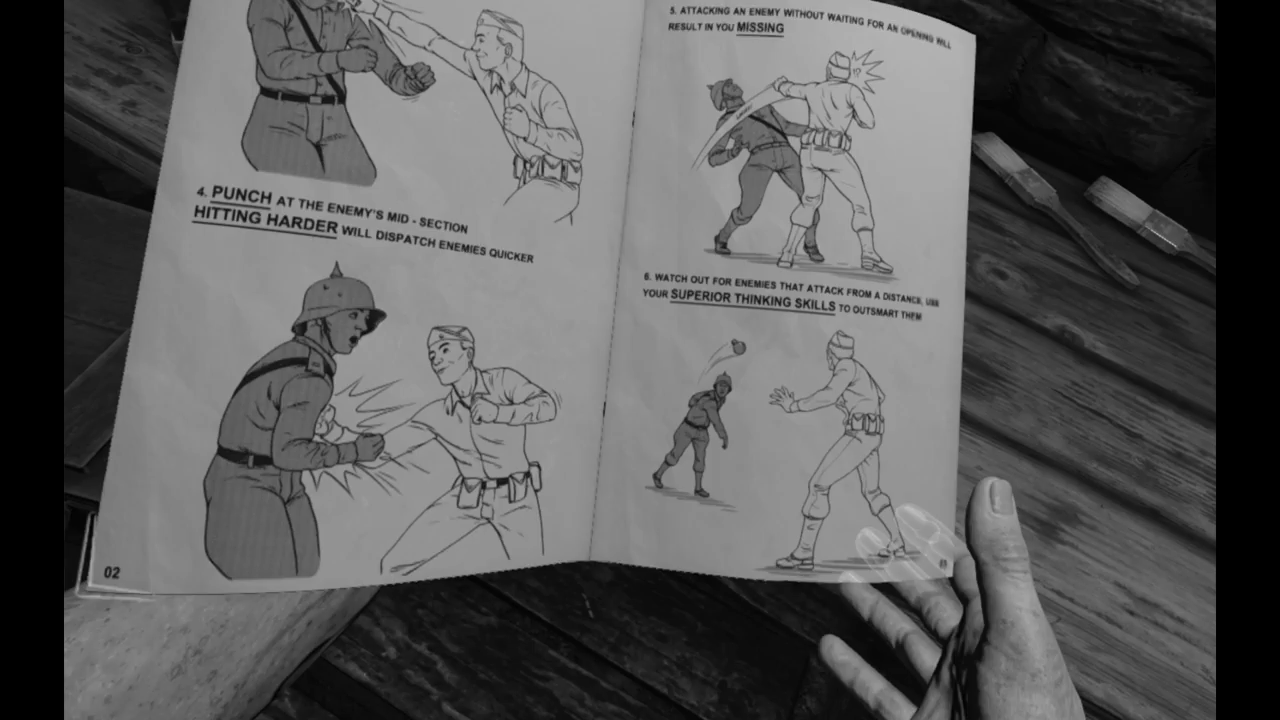 4. PUNCH AT THE ENEMY'S MID - SECTION
HITTING HARDER WILL DISPATCH ENEMIES QUICKER
02
5. ATTACKING AN ENEMY WITHOUT WAITING FOR AN OPENING WILL
RESULT IN YOU MISSING
!?
6. WATCH OUT FOR ENEMIES THAT ATTACK FROM A DISTANCE, USE
YOUR SUPERIOR THINKING SKILLS TO OUTSMART THEM